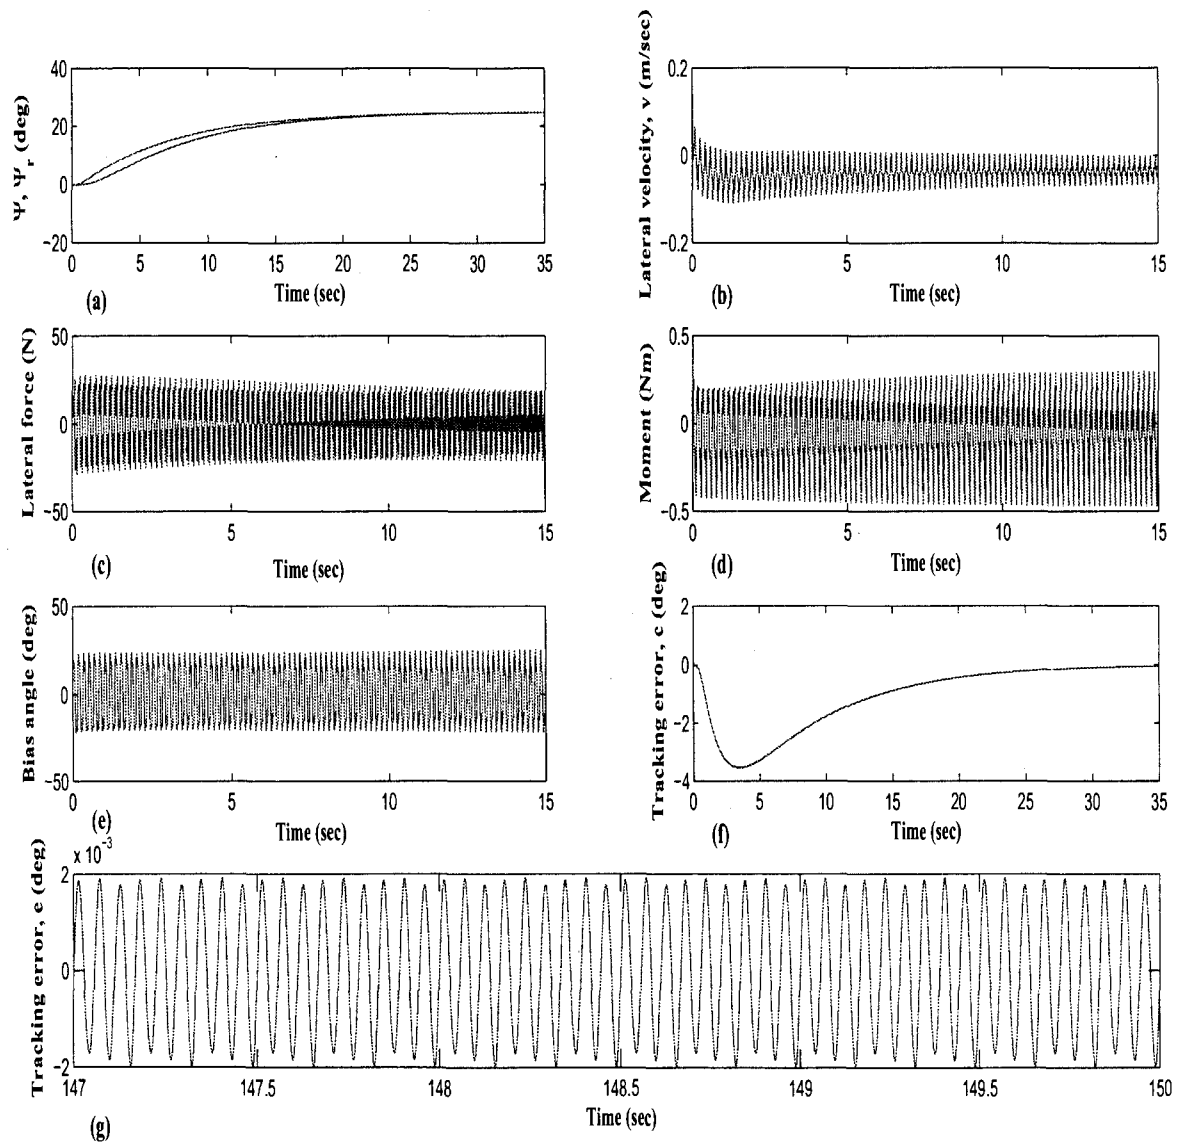 40
20
0
−20
Ψ, Ψr (deg)
0 5 10 15 20 25 30 35
Time (sec)
(a)
0.2
0
−0.2
Lateral velocity, v (m/sec)
0 5 10 15
Time (sec)
(b)
50
0
−50
Lateral force (N)
0 5 10 15
Time (sec)
(c)
0.5
0
−0.5
Moment (Nm)
0 5 10 15
Time (sec)
(d)
50
0
−50
Bias angle (deg
0 5 10 15
Time (sec)
(e)
2
0
−2
−4
Tracking error, e (deg)
0 5 10 15 20 25 30 35
Time (sec)
(f)
x 10−3
2
0
−2
Tracking error, e (deg)
147 147.5 148 148.5 149 149.5 150
Time (sec)
(g)